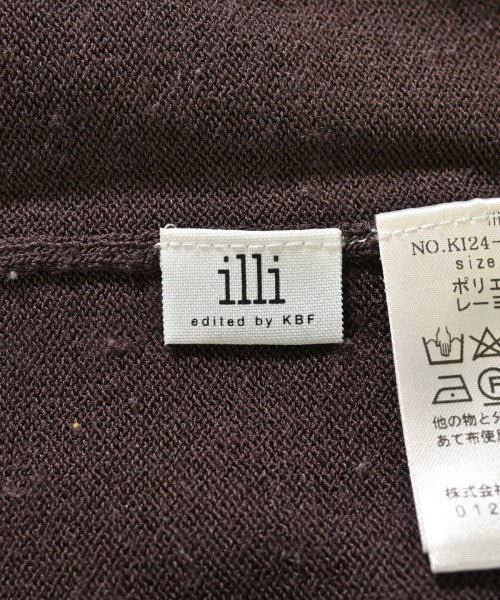 illi
edited by KBF
NO.KI24-
size
ポリエ
レーヨ
他の物と分
あて布使用
株式会社
012